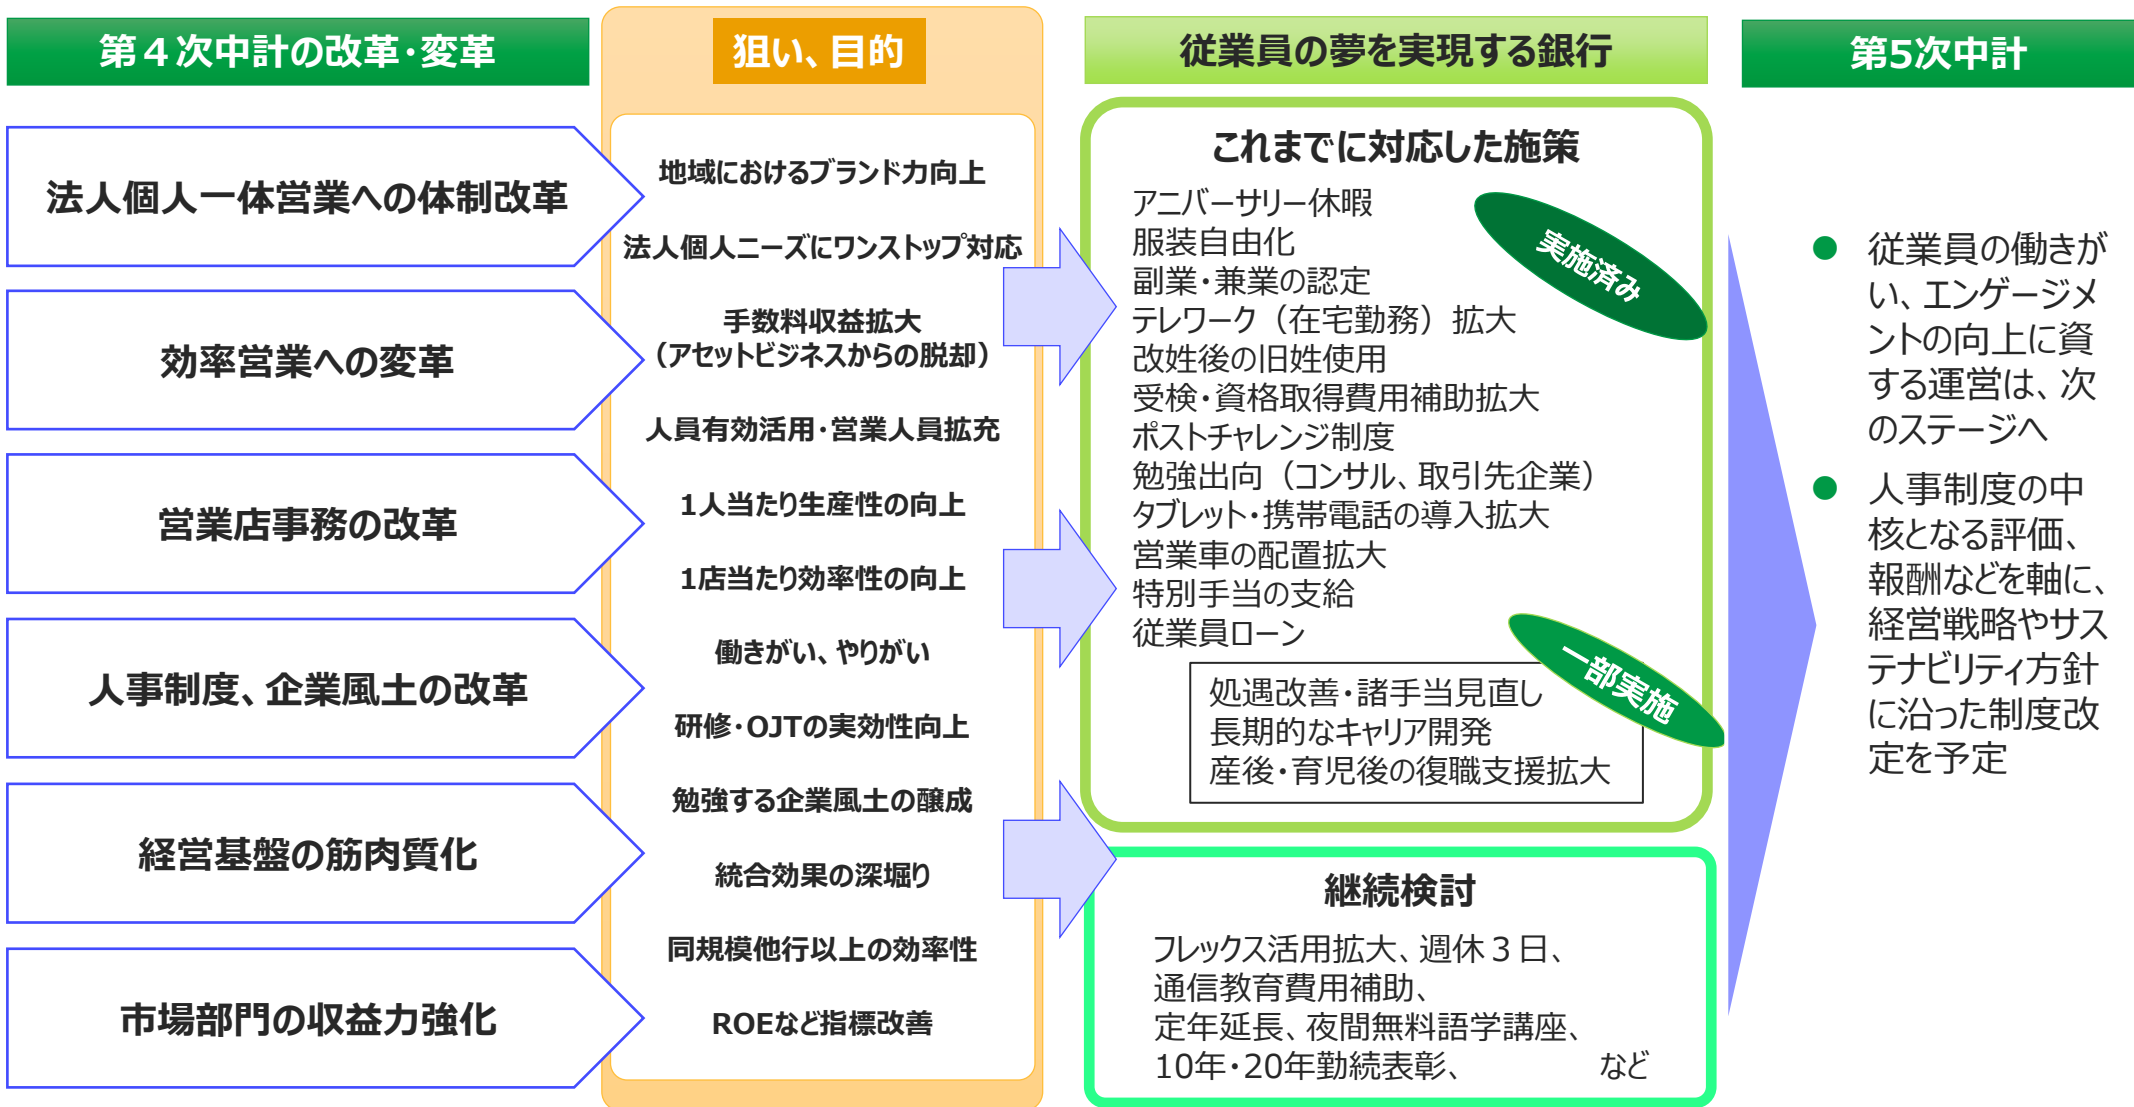 第４次中計の改革・変革
法人個人一体営業への体制改革
効率営業への変革
営業店事務の改革
人事制度、企業風土の改革
経営基盤の筋肉質化
市場部門の収益力強化
狙い、目的
地域におけるブランド力向上
法人個人ニーズにワンストップ対応
手数料収益拡大
（アセットビジネスからの脱却）
人員有効活用・営業人員拡充
1人当たり生産性の向上
1店当たり効率性の向上
働きがい、やりがい
研修・OJTの実効性向上
勉強する企業風土の醸成
統合効果の深堀り
同規模他行以上の効率性
ROEなど指標改善
従業員の夢を実現する銀行
これまでに対応した施策
実施済み
アニバーサリー休暇
服装自由化
副業・兼業の認定
テレワーク（在宅勤務）拡大
改姓後の旧姓使用
受検・資格取得費用補助拡大
ポストチャレンジ制度
勉強出向（コンサル、取引先企業）
タブレット・携帯電話の導入拡大
営業車の配置拡大
特別手当の支給
従業員ローン
一部実施
処遇改善・諸手当見直し
長期的なキャリア開発
産後・育児後の復職支援拡大
継続検討
フレックス活用拡大、週休３日、
通信教育費用補助、
定年延長、夜間無料語学講座、
10年・20年勤続表彰、 など
第5次中計
● 従業員の働きが
い、エンゲージメ
ントの向上に資
する運営は、次
のステージへ
● 人事制度の中
核となる評価、
報酬などを軸に、
経営戦略やサス
テナビリティ方針
に沿った制度改
定を予定